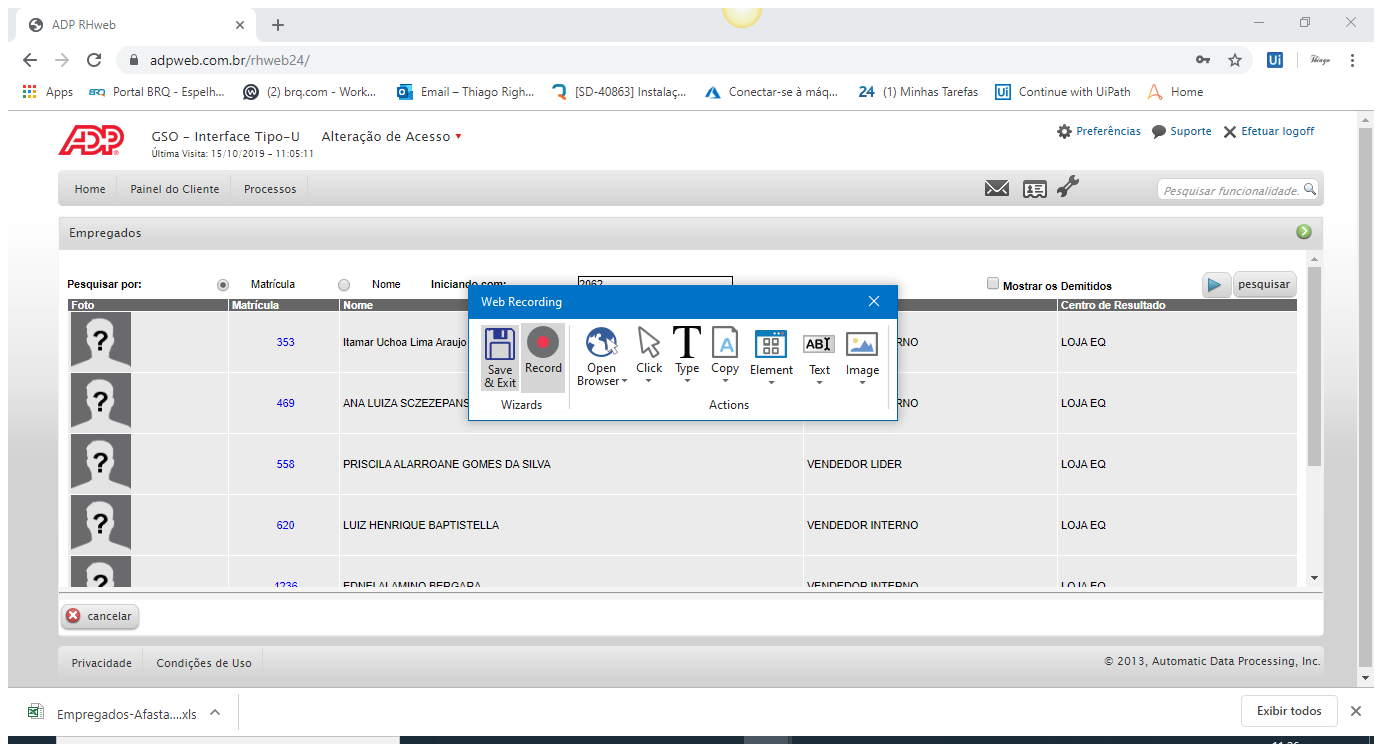 ADP RHweb
adpweb.com.br/rhweb24/
Ui
Thiago
Apps
BRQ Portal BRQ - Espelh...
(2) brq.com - Work...
Email – Thiago Righ...
[SD-40863] Instalaç...
Conectar-se à máq...
24 (1) Minhas Tarefas
Ui Continue with UiPath
Home
ADP
GSO – Interface Tipo-U Alteração de Acesso
Última Visita: 15/10/2019 – 11:05:11
Preferências Suporte Efetuar logoff
Home Painel do Cliente Processos
Pesquisar funcionalidade.
Empregados
Pesquisar por: Matrícula Nome Iniciando com: 2062 Mostrar os Demitidos pesquisar
Foto Matrícula Nome Centro de Resultado
? 353 Itamar Uchoa Lima Araujo RNO LOJA EQ
? 469 ANA LUIZA SCZEZEPANS RNO LOJA EQ
? 558 PRISCILA ALARROANE GOMES DA SILVA VENDEDOR LIDER LOJA EQ
? 620 LUIZ HENRIQUE BAPTISTELLA VENDEDOR INTERNO LOJA EQ
? 1236 EDNEI ALAMINO BERGARA VENDEDOR INTERNO LOJA EQ
Web Recording
Save
& Exit
Record
Open
Browser
Click
T
Type
A
Copy
Element
AB
Text
Image
Wizards Actions
cancelar
Privacidade Condições de Uso
© 2013, Automatic Data Processing, Inc.
Empregados-Afasta....xls
Exibir todos